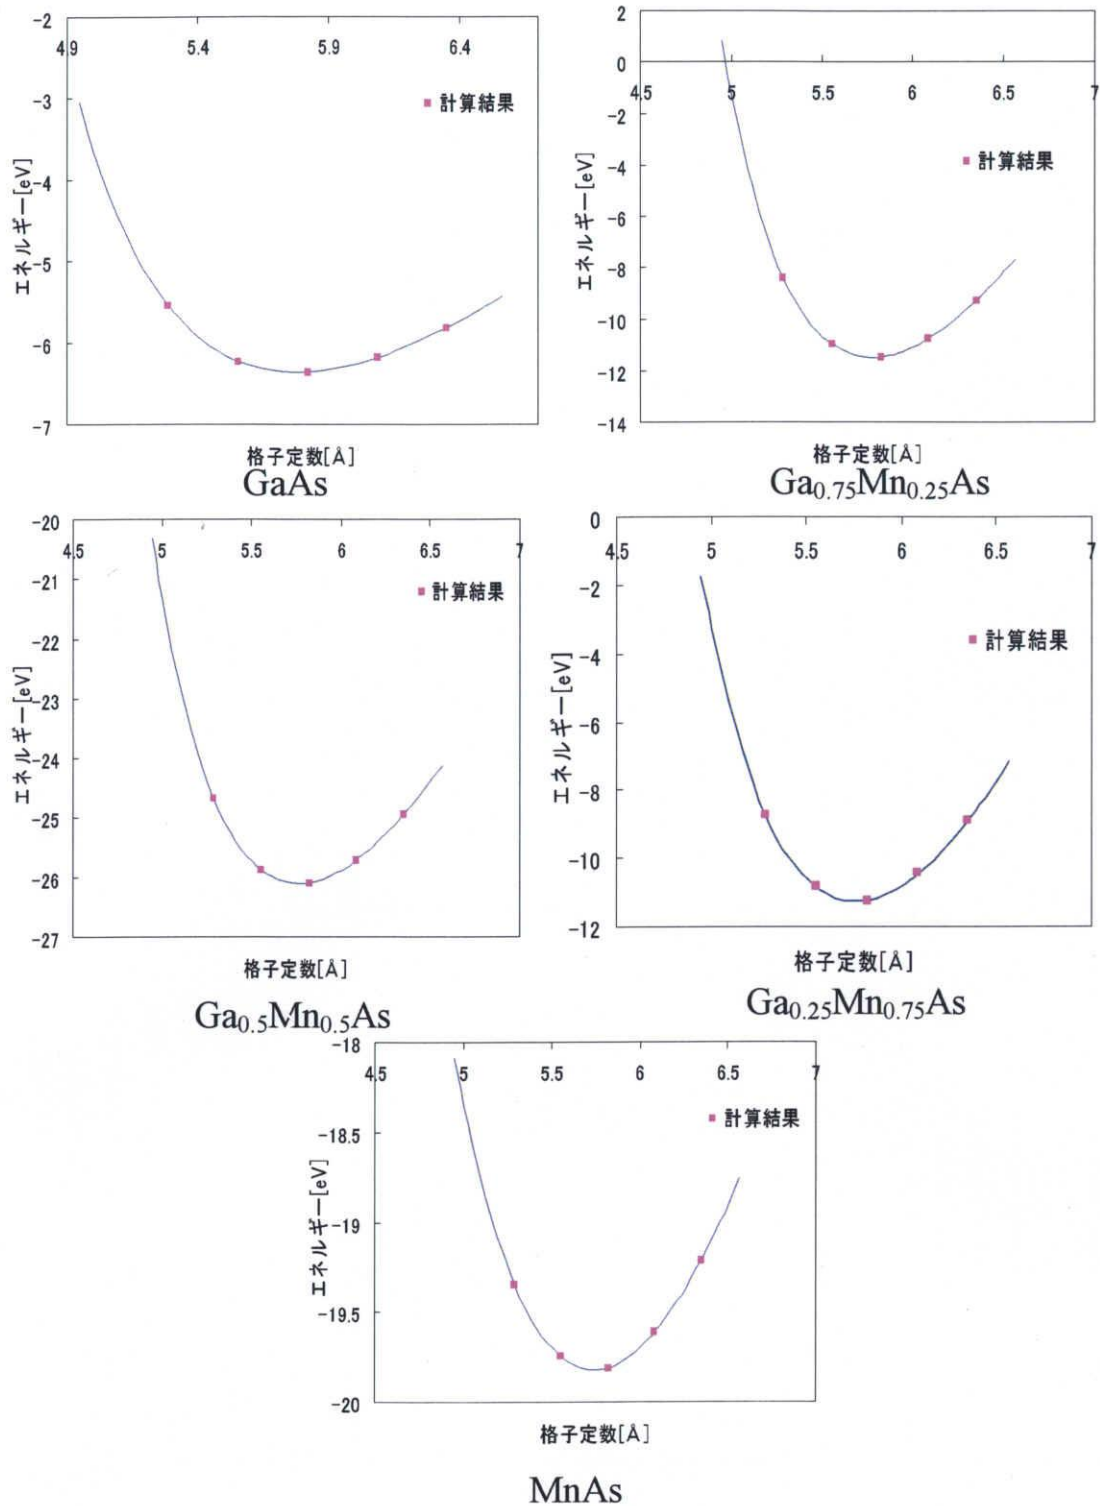 -2
4.9 5.4 5.9 6.4
-3
■ 計算結果
-4
エネルギー[eV]
-5
-6
-7
格子定数[Å]
GaAs
2
0
4.5 5 5.5 6 6.5 7
-2
-4
■ 計算結果
エネルギー[eV]
-6
-8
-10
-12
-14
格子定数[Å]
Ga0.75Mn0.25As
-20
4.5 5 5.5 6 6.5 7
-21
■ 計算結果
-22
-23
エネルギー[eV]
-24
-25
-26
-27
格子定数[Å]
Ga0.5Mn0.5As
0
4.5 5 5.5 6 6.5 7
-2
■ 計算結果
-4
エネルギー[eV]
-6
-8
-10
-12
格子定数[Å]
Ga0.25Mn0.75As
-18
4.5 5 5.5 6 6.5 7
■ 計算結果
-18.5
エネルギー[eV]
-19
-19.5
-20
格子定数[Å]
MnAs